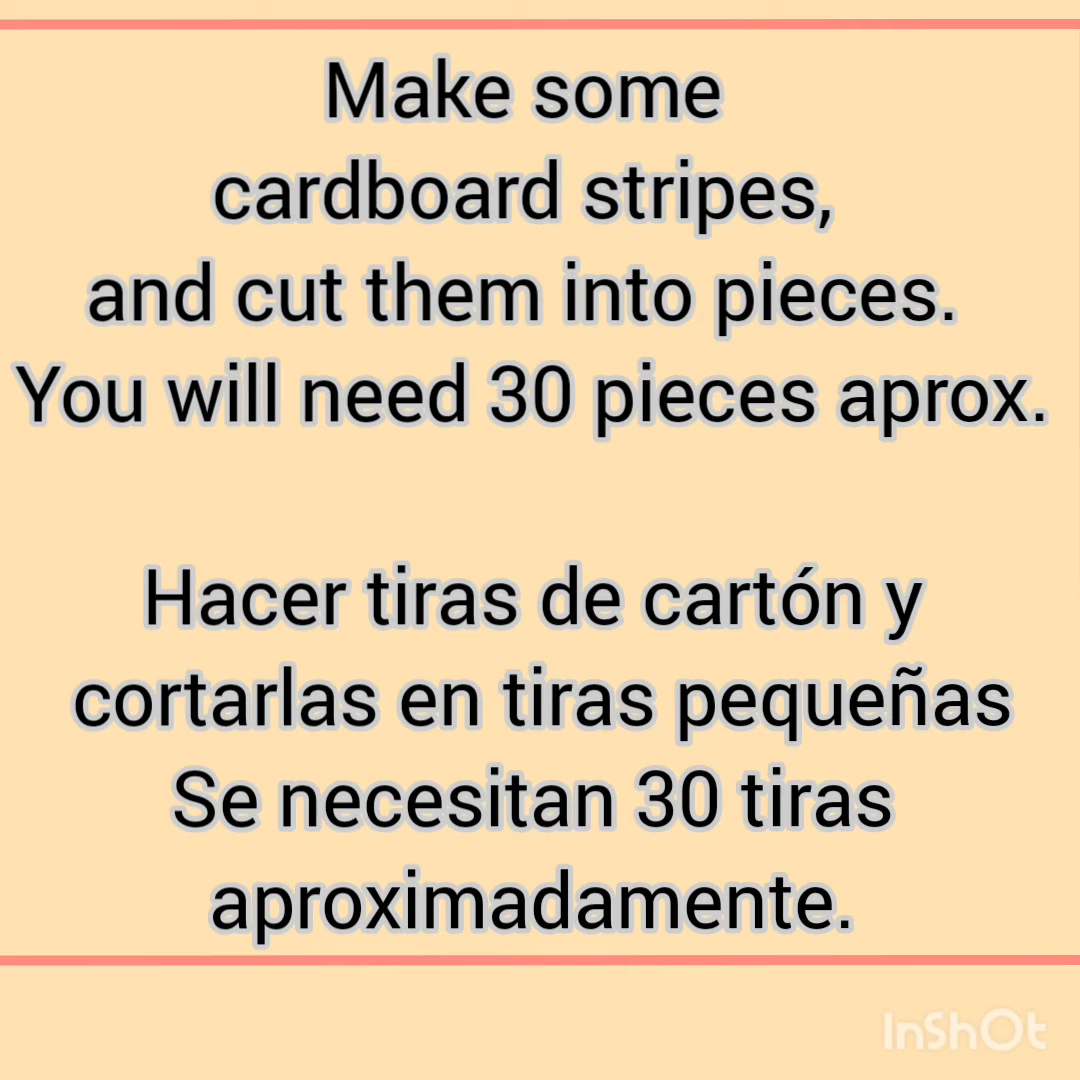 Make some
cardboard stripes,
and cut them into pieces.
You will need 30 pieces aprox.
Hacer tiras de cartón y
cortarlas en tiras pequeñas
Se necesitan 30 tiras
aproximadamente.
InShOt